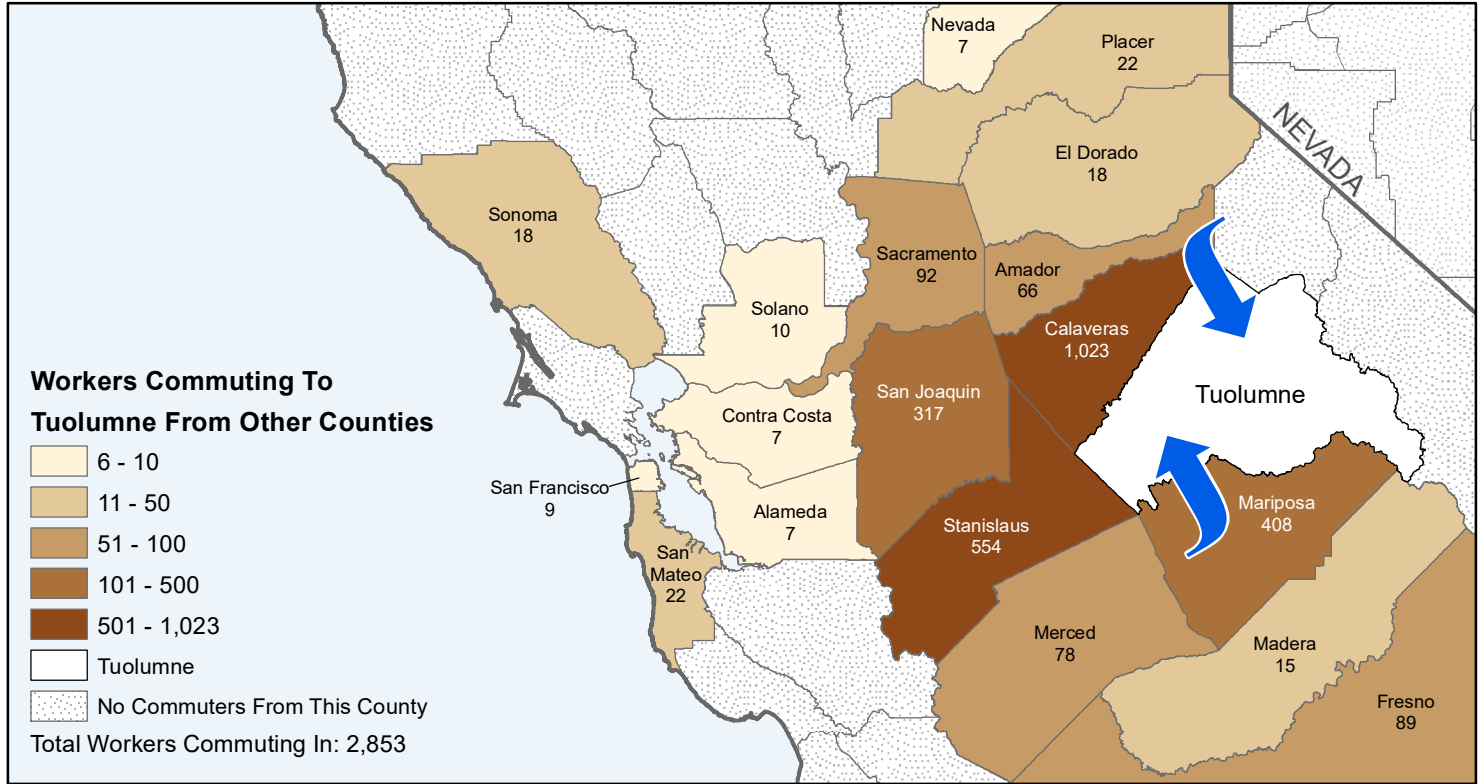 Nevada
7
Placer
22
NEVADA
El Dorado
18
Sonoma
18
Sacramento
92
Amador
66
Solano
10
Calaveras
1,023
Tuolumne
San Joaquin
317
Contra Costa
7
San Francisco
9
Alameda
7
Stanislaus
554
Mariposa
408
San
Mateo
22
Merced
78
Madera
15
Fresno
89
Workers Commuting To
Tuolumne From Other Counties
6 - 10
11 - 50
51 - 100
101 - 500
501 - 1,023
Tuolumne
No Commuters From This County
Total Workers Commuting In: 2,853